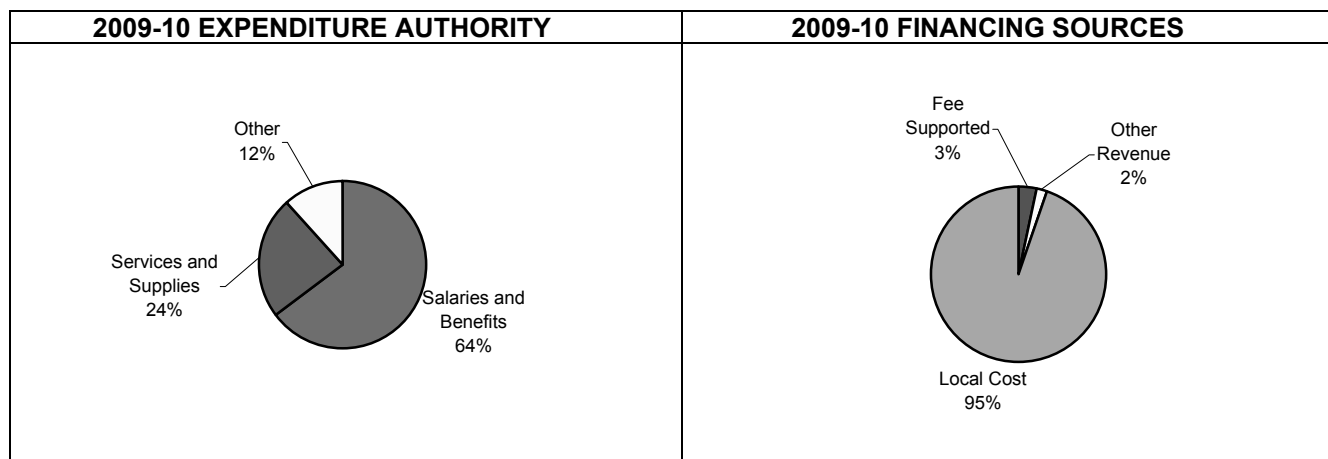 2009-10 EXPENDITURE AUTHORITY
Other
12%
Services and
Supplies
24%
Salaries and
Benefits
64%
2009-10 FINANCING SOURCES
Fee
Supported
3%
Other
Revenue
2%
Local Cost
95%